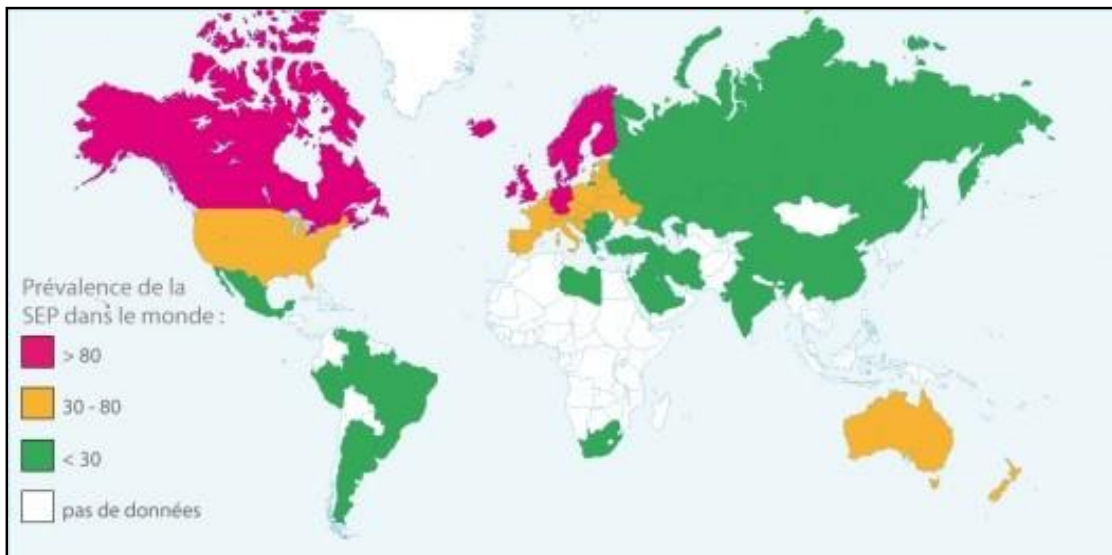 Prévalence de la
SEP dans le monde :
> 80
30 - 80
< 30
pas de données